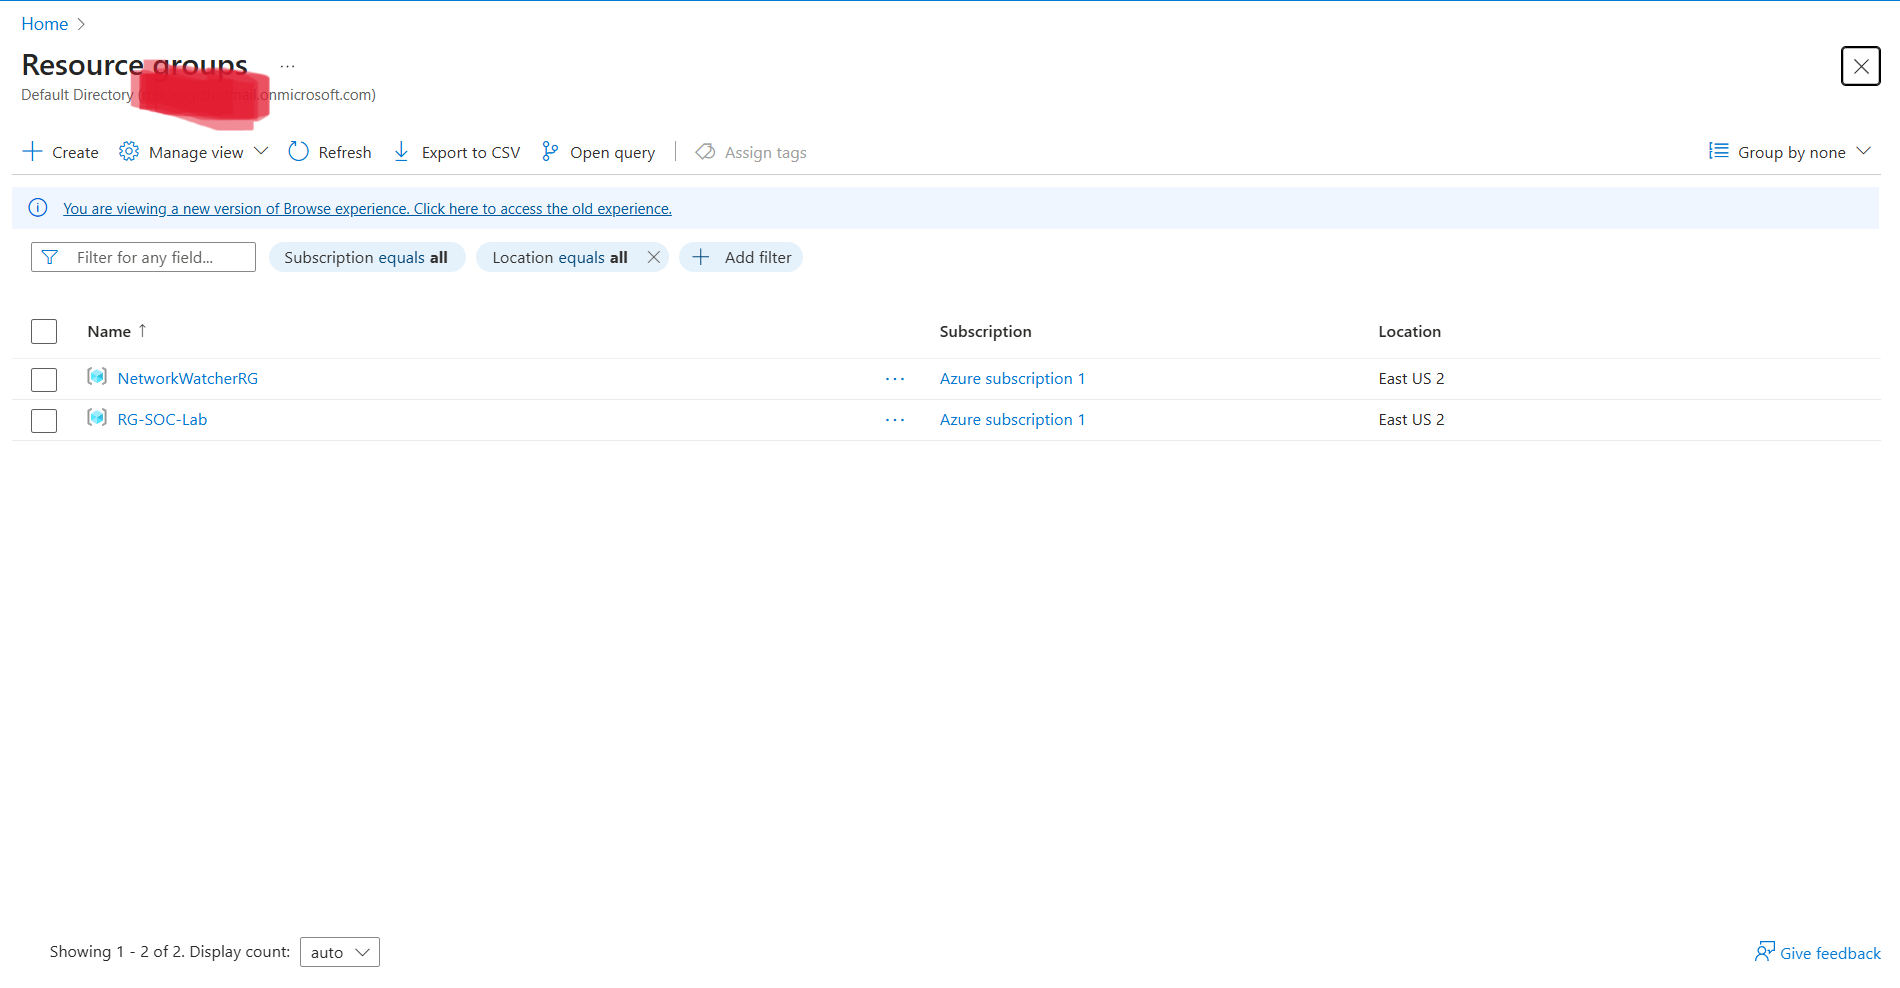 Home
Resource groups ...
Default Directory onmicrosoft.com)
Create Manage view Refresh Export to CSV Open query Assign tags Group by none
You are viewing a new version of Browse experience. Click here to access the old experience.
Filter for any field... Subscription equals all Location equals all Add filter
Name ↑ Subscription Location
NetworkWatcherRG ... Azure subscription 1 East US 2
RG-SOC-Lab ... Azure subscription 1 East US 2
Showing 1 - 2 of 2. Display count: auto Give feedback